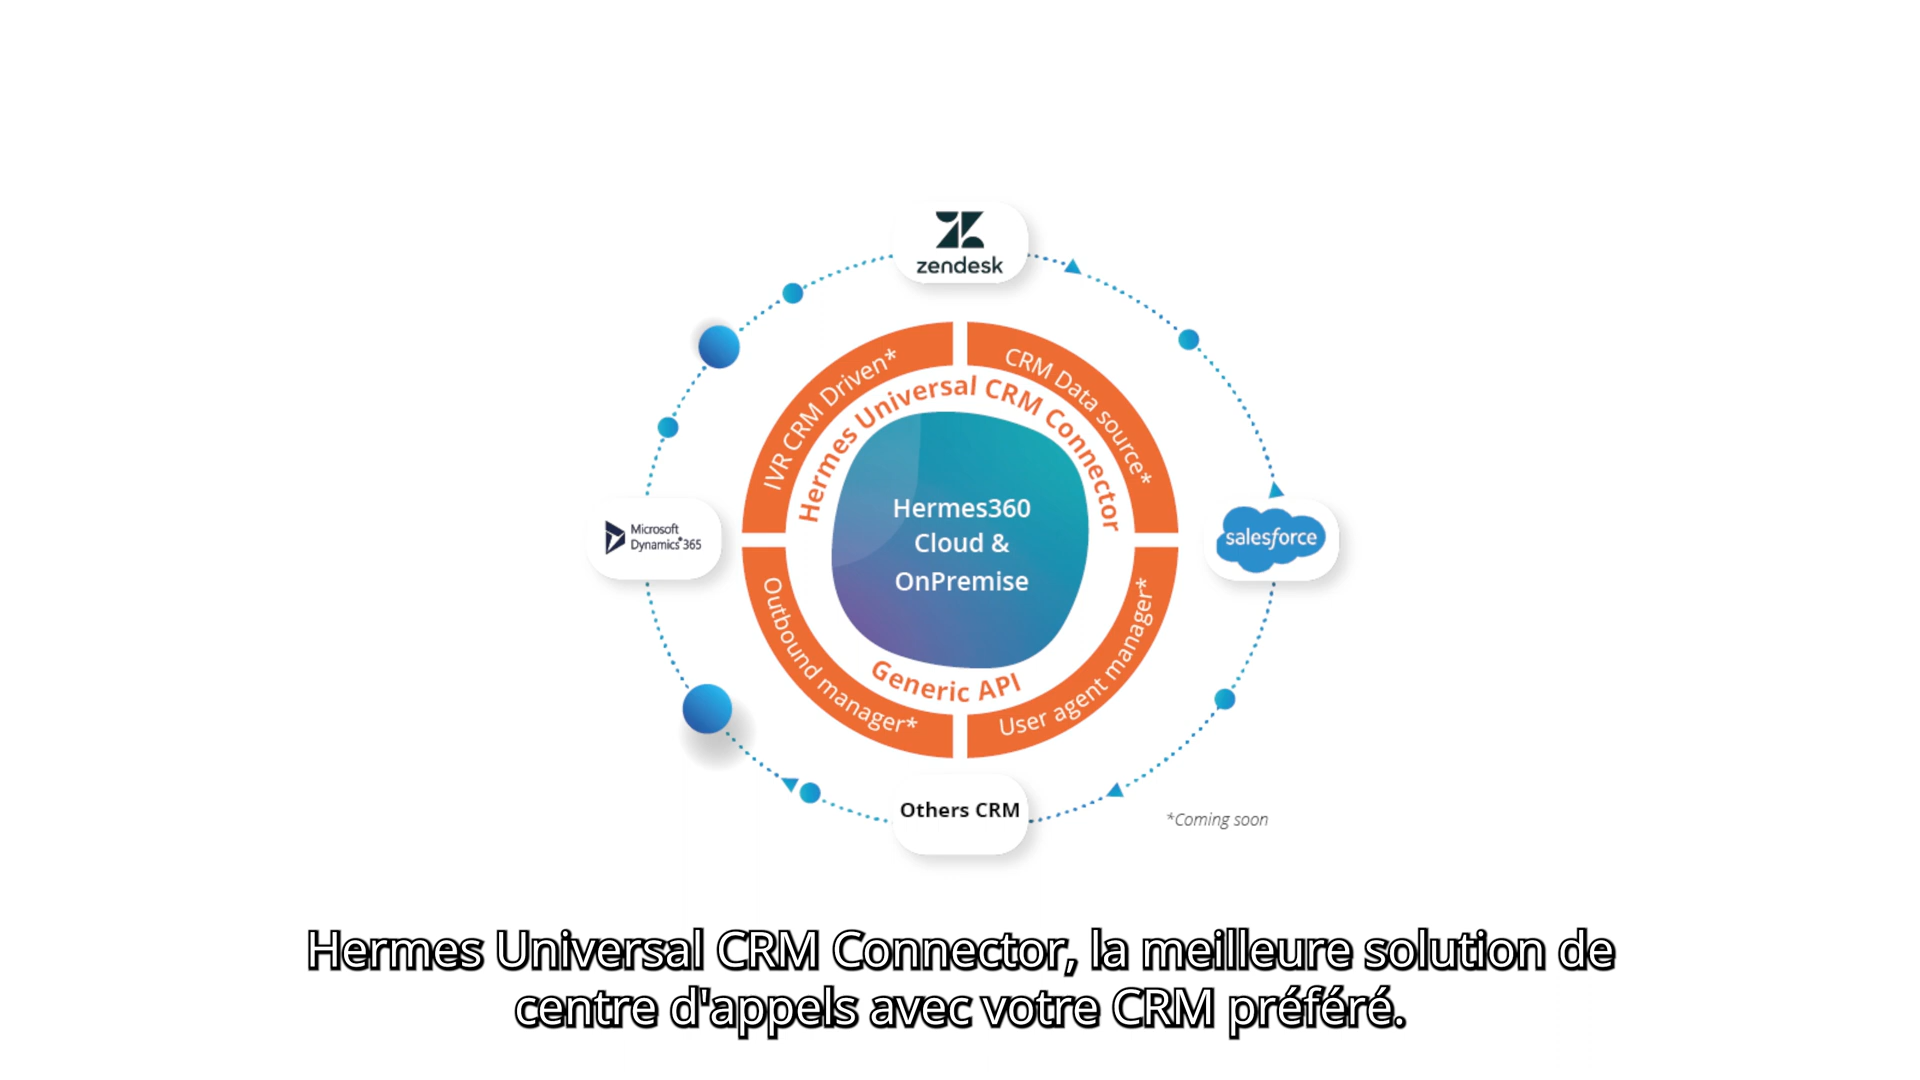 zendesk
IVR CRM Driven*
CRM Data source*
Hermes Universal CRM Connector
Hermes360
Cloud &
OnPremise
Microsoft
Dynamics® 365
salesforce
Outbound manager*
User agent manager*
Generic API
Others CRM
*Coming soon
Hermes Universal CRM Connector, la meilleure solution de
centre d'appels avec votre CRM préféré.